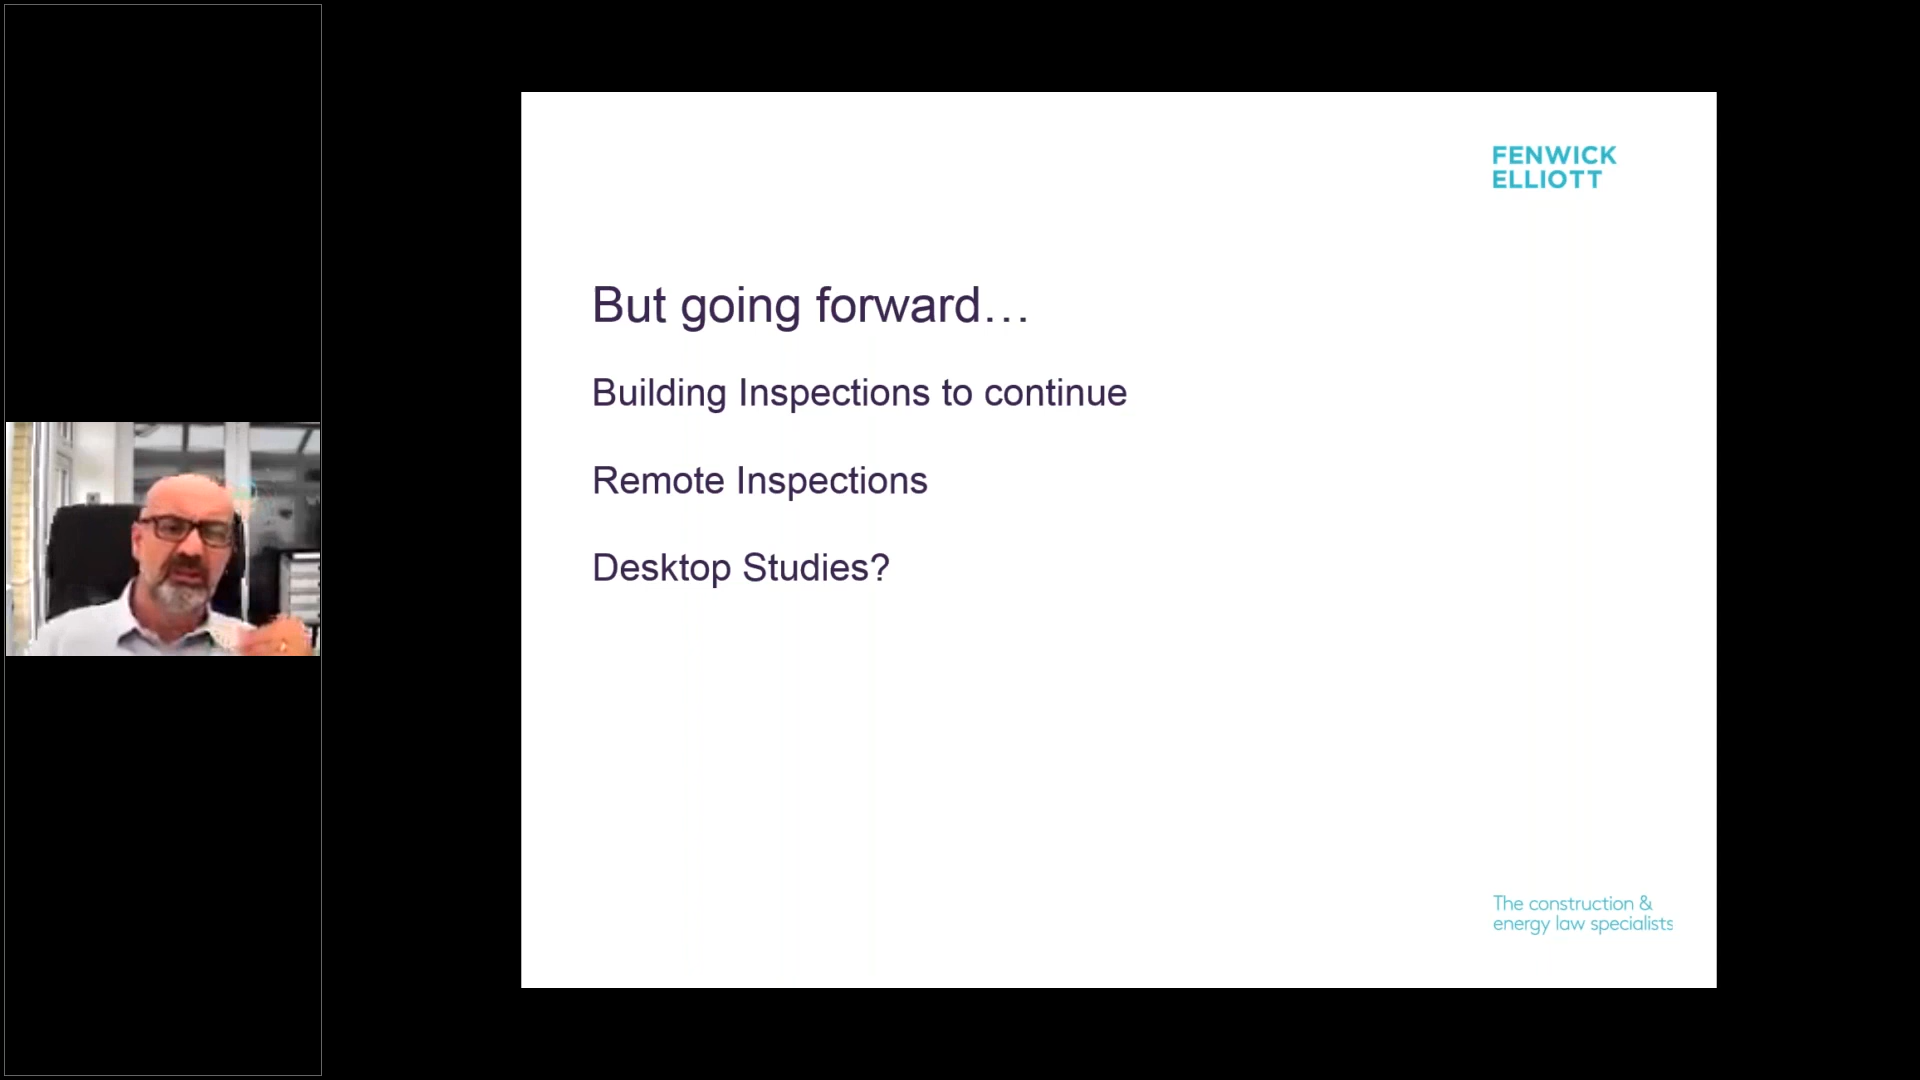 FENWICK
ELLIOTT
But going forward…
Building Inspections to continue
Remote Inspections
Desktop Studies?
The construction &
energy law specialists